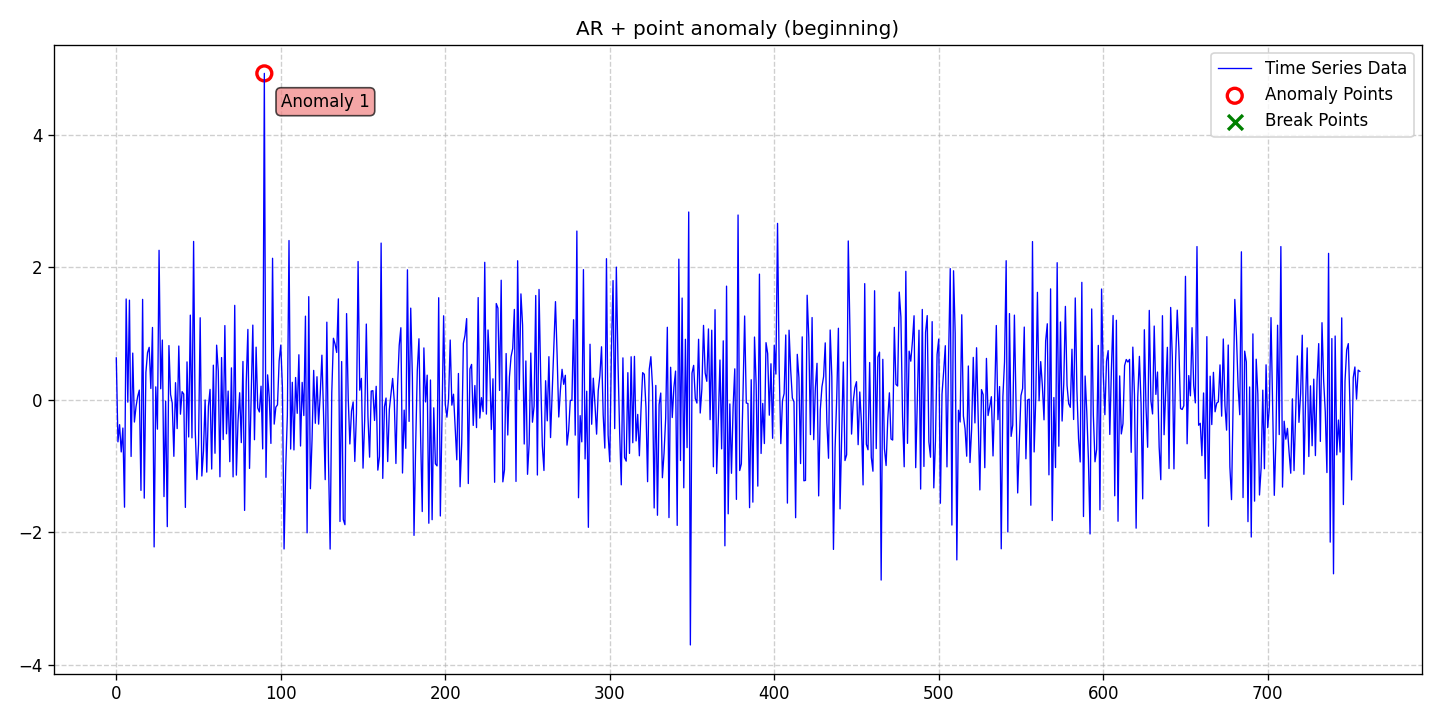 AR + point anomaly (beginning)
Time Series Data
Anomaly Points
Break Points
Anomaly 1
4
2
0
−2
−4
0 100 200 300 400 500 600 700